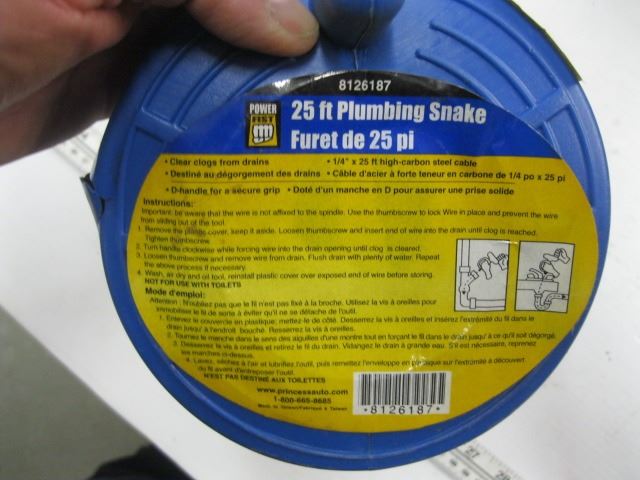 8126187
POWER
FIST
25 ft Plumbing Snake
Furet de 25 pi
• Clear clogs from drains • 1/4" x 25 ft high-carbon steel cable
• Destiné au dégorgement des drains • Câble d'acier à forte teneur en carbone de 1/4 po x 25 pi
• D-handle for a secure grip • Doté d'un manche en D pour assurer une prise solide
Instructions:
Important: be aware that the wire is not affixed to the spindle. Use the thumbscrew to lock Wire in place and prevent the wire
from sliding out of the tool.
1. Remove the plastic cover, keep it aside. Loosen thumbscrew and insert end of wire into the drain until clog is reached.
Tighten thumbscrew.
2. Turn handle clockwise while forcing wire into the drain opening until clog is cleared.
3. Loosen thumbscrew and remove wire from drain. Flush drain with plenty of water. Repeat
the above process if necessary.
4. Wash, air dry and oil tool, reinstall plastic cover over exposed end of wire before storing.
NOT FOR USE WITH TOILETS
Mode d'emploi:
Attention : N'oubliez pas que le fil n'est pas fixé à la broche. Utilisez la vis à oreilles pour
immobiliser le fil de sorte à éviter qu'il ne se détache de l'outil.
1. Enlevez le couvercle en plastique; mettez-le de côté. Desserrez la vis à oreilles et insérez l'extrémité du fil dans le
drain jusqu'à l'endroit bouché. Resserrez la vis à oreilles.
2. Tournez le manche dans le sens des aiguilles d'une montre tout en forçant le fil dans le drain jusqu'à ce qu'il soit dégorgé.
3. Desserrez la vis à oreilles et retirez le fil du drain. Vidangez le drain à grande eau. S'il est nécessaire, reprenez
les marches ci-dessus.
4. Lavez, séchez à l'air et lubrifiez l'outil, puis remettez l'enveloppe en plastique sur l'extrémité à découvert
du fil avant d'entreposer l'outil.
N'EST PAS DESTINÉ AUX TOILETTES
www.princessauto.com
1-800-665-8685
Made in Taiwan/Fabriqué à Taiwan
*8126187*
27
28